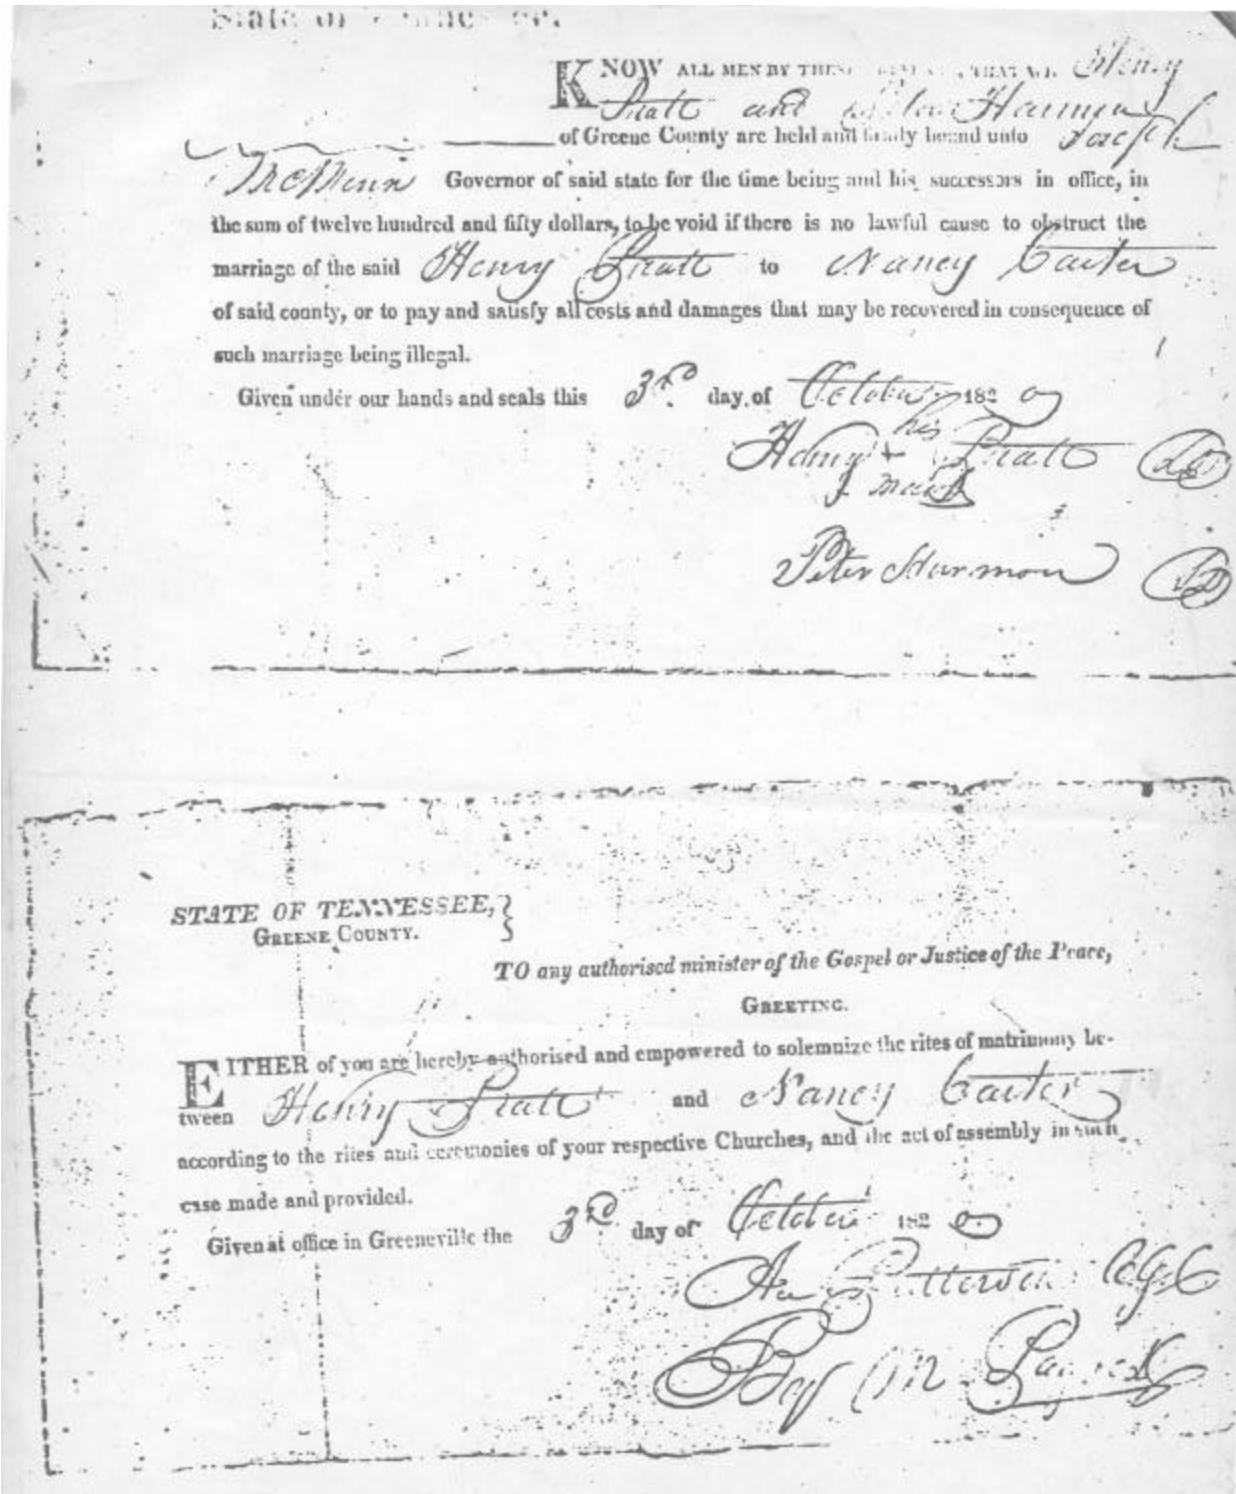 State of Tennessee.
KNOW ALL MEN BY THESE PRESENTS, THAT WE Henry
Pratt and Peter Harmon
of Greene County are held and firmly bound unto Joseph
McMinn Governor of said state for the time being and his successors in office, in
the sum of twelve hundred and fifty dollars, to be void if there is no lawful cause to obstruct the
marriage of the said Henry Pratt to Nancy Carter
of said county, or to pay and satisfy all costs and damages that may be recovered in consequence of
such marriage being illegal.
Given under our hands and seals this 3rd day of October 1820
his
Henry + Pratt
mark
Peter Harmon
STATE OF TENNESSEE, }
GREENE COUNTY.
TO any authorised minister of the Gospel or Justice of the Peace,
GREETING.
EITHER of you are hereby authorised and empowered to solemnize the rites of matrimony be-
tween Henry Pratt and Nancy Carter
according to the rites and ceremonies of your respective Churches, and the act of assembly in such
case made and provided.
Given at office in Greeneville the 3rd day of October 1820
Patterson
By M.